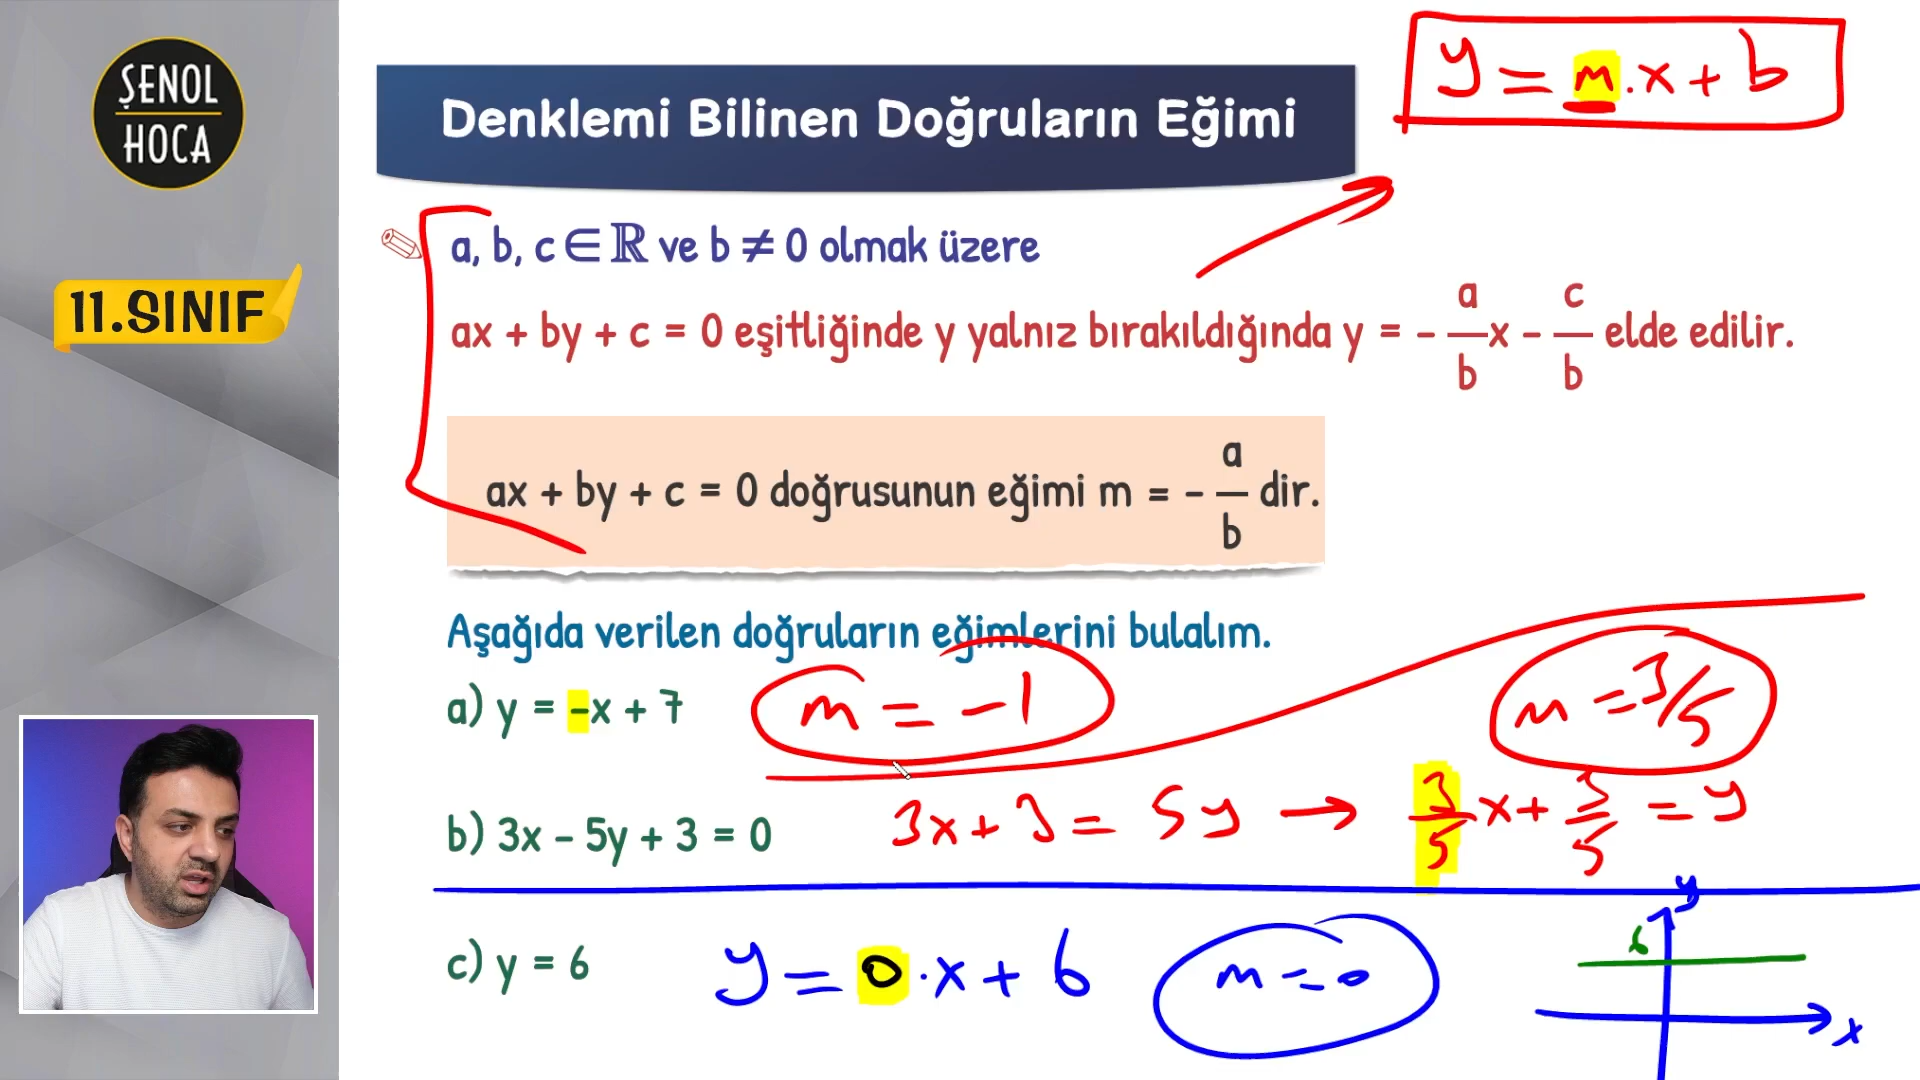 ŞENOL
HOCA
11.SINIF
y = m.x + b
Denklemi Bilinen Doğruların Eğimi
a, b, c ∈ ℝ ve b ≠ 0 olmak üzere
ax + by + c = 0 eşitliğinde y yalnız bırakıldığında y = - a/b x - c/b elde edilir.
ax + by + c = 0 doğrusunun eğimi m = - a/b dir.
Aşağıda verilen doğruların eğimlerini bulalım.
a) y = -x + 7 m = -1
m = 3/5
b) 3x - 5y + 3 = 0 3x + 3 = 5y → 3/5 x + 3/5 = y
c) y = 6 y = 0.x + 6 m = 0
y
6
x